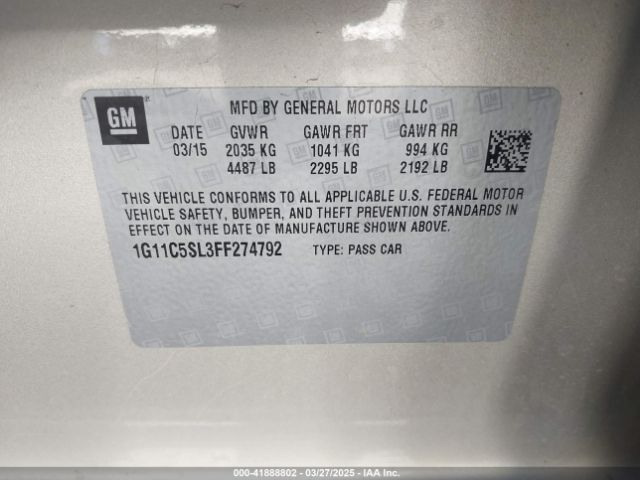 GM
MFD BY GENERAL MOTORS LLC
DATE GVWR GAWR FRT GAWR RR
03/15 2035 KG 1041 KG 994 KG
4487 LB 2295 LB 2192 LB
THIS VEHICLE CONFORMS TO ALL APPLICABLE U.S. FEDERAL MOTOR
VEHICLE SAFETY, BUMPER, AND THEFT PREVENTION STANDARDS IN
EFFECT ON THE DATE OF MANUFACTURE SHOWN ABOVE.
1G11C5SL3FF274792 TYPE: PASS CAR
000-41888802 - 03/27/2025 - IAA Inc.